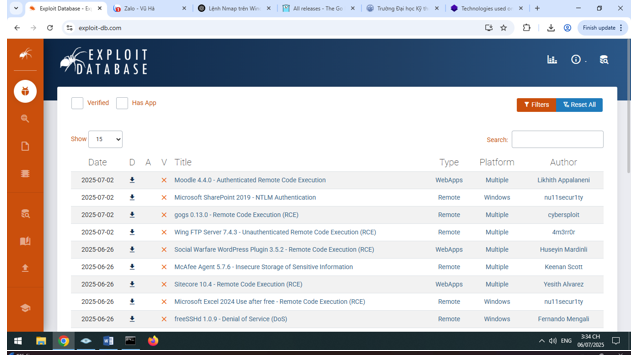 Exploit Database - Ex
Zalo - Vũ Hà
Lệnh Nmap trên Win
All releases - The Go
Trường Đại học Kỹ th
Technologies used o
exploit-db.com
Finish update
EXPLOIT
DATABASE
Verified
Has App
Filters
Reset All
Show 15
Search:
Date D A V Title Type Platform Author
2025-07-02 Moodle 4.4.0 - Authenticated Remote Code Execution WebApps Multiple Likhith Appalaneni
2025-07-02 Microsoft SharePoint 2019 - NTLM Authentication Remote Windows nu11secur1ty
2025-07-02 gogs 0.13.0 - Remote Code Execution (RCE) Remote Multiple cybersploit
2025-07-02 Wing FTP Server 7.4.3 - Unauthenticated Remote Code Execution (RCE) Remote Multiple 4m3rr0r
2025-06-26 Social Warfare WordPress Plugin 3.5.2 - Remote Code Execution (RCE) WebApps Multiple Huseyin Mardinli
2025-06-26 McAfee Agent 5.7.6 - Insecure Storage of Sensitive Information Remote Multiple Keenan Scott
2025-06-26 Sitecore 10.4 - Remote Code Execution (RCE) WebApps Multiple Yesith Alvarez
2025-06-26 Microsoft Excel 2024 Use after free - Remote Code Execution (RCE) Remote Windows nu11secur1ty
2025-06-26 freeSSHd 1.0.9 - Denial of Service (DoS) Remote Windows Fernando Mengali
ENG
3:34 CH
06/07/2025